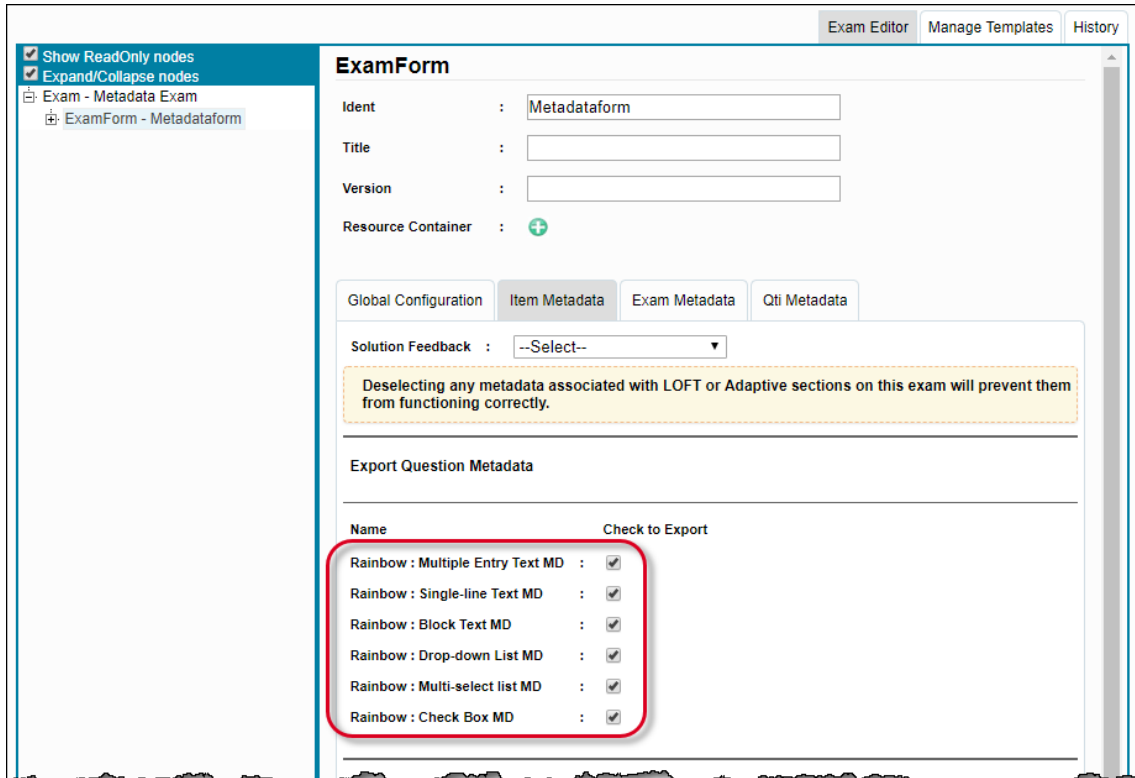 Exam Editor Manage Templates History
Show ReadOnly nodes
Expand/Collapse nodes
Exam - Metadata Exam
ExamForm - Metadataform
ExamForm
Ident : Metadataform
Title :
Version :
Resource Container :
Global Configuration Item Metadata Exam Metadata Qti Metadata
Solution Feedback : --Select--
Deselecting any metadata associated with LOFT or Adaptive sections on this exam will prevent them
from functioning correctly.
Export Question Metadata
Name Check to Export
Rainbow : Multiple Entry Text MD :
Rainbow : Single-line Text MD :
Rainbow : Block Text MD :
Rainbow : Drop-down List MD :
Rainbow : Multi-select list MD :
Rainbow : Check Box MD :